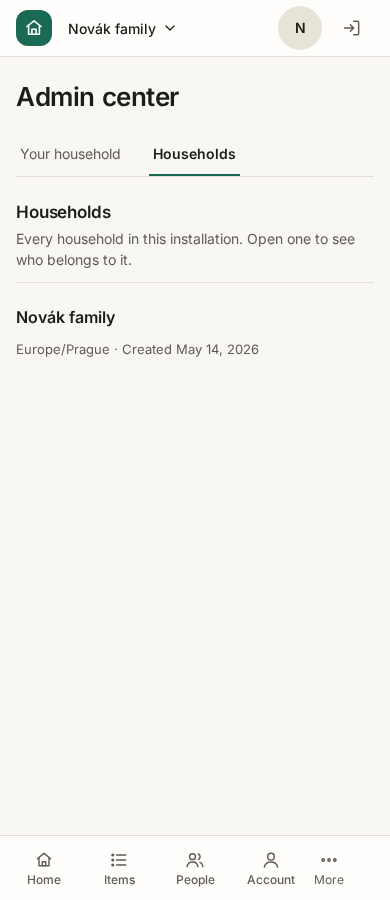 Novák family
N
Admin center
Your household
Households
Households
Every household in this installation. Open one to see
who belongs to it.
Novák family
Europe/Prague · Created May 14, 2026
Home
Items
People
Account
More